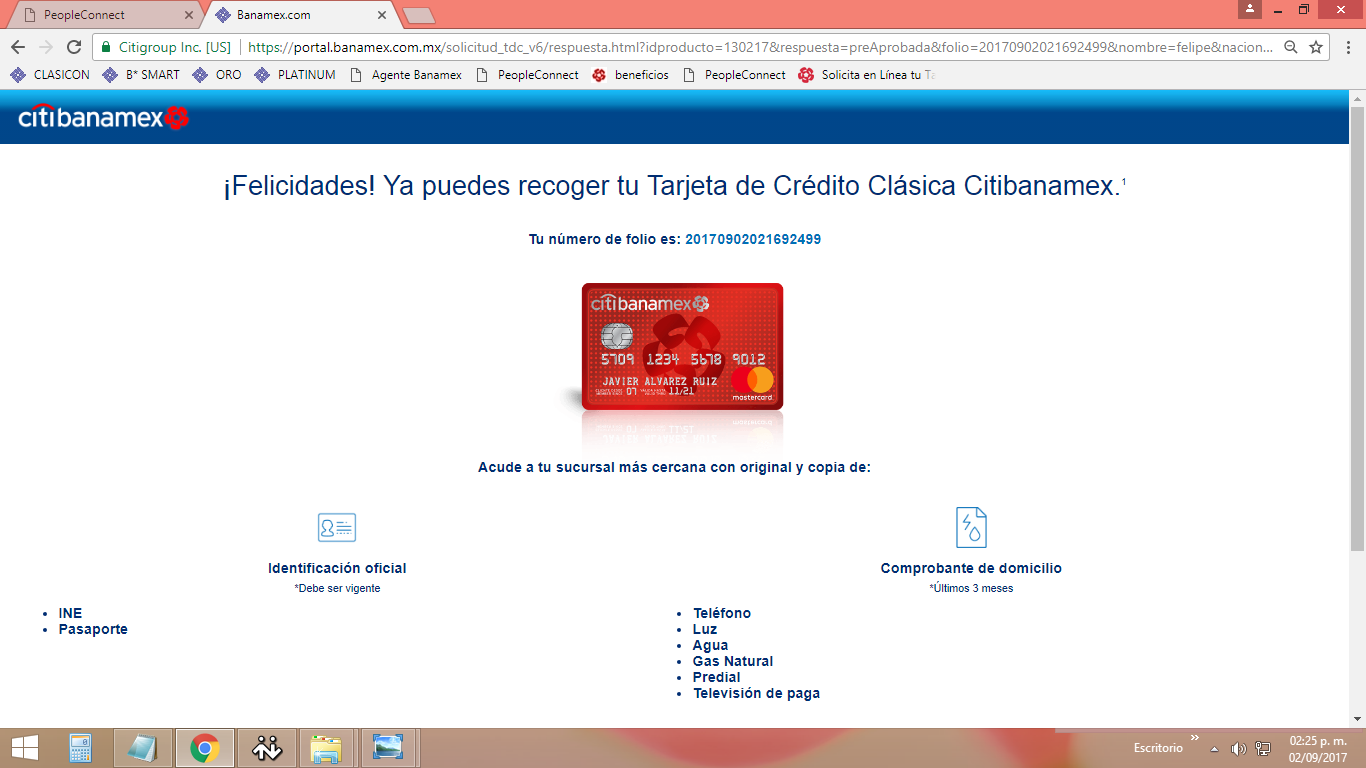 PeopleConnect
Banamex.com
Citigroup Inc. [US]
https://portal.banamex.com.mx/solicitud_tdc_v6/respuesta.html?idproducto=130217&respuesta=preAprobada&folio=20170902021692499&nombre=felipe&nacion...
CLASICON B* SMART ORO PLATINUM Agente Banamex PeopleConnect beneficios PeopleConnect Solicita en Línea tu Ta
citibanamex
¡Felicidades! Ya puedes recoger tu Tarjeta de Crédito Clásica Citibanamex.¹
Tu número de folio es: 20170902021692499
citibanamex
5709 1234 5678 9012
JAVIER ALVAREZ RUIZ
07 11/21
mastercard
Acude a tu sucursal más cercana con original y copia de:
Identificación oficial
*Debe ser vigente
• INE
• Pasaporte
Comprobante de domicilio
*Últimos 3 meses
• Teléfono
• Luz
• Agua
• Gas Natural
• Predial
• Televisión de paga
Escritorio
02:25 p. m.
02/09/2017